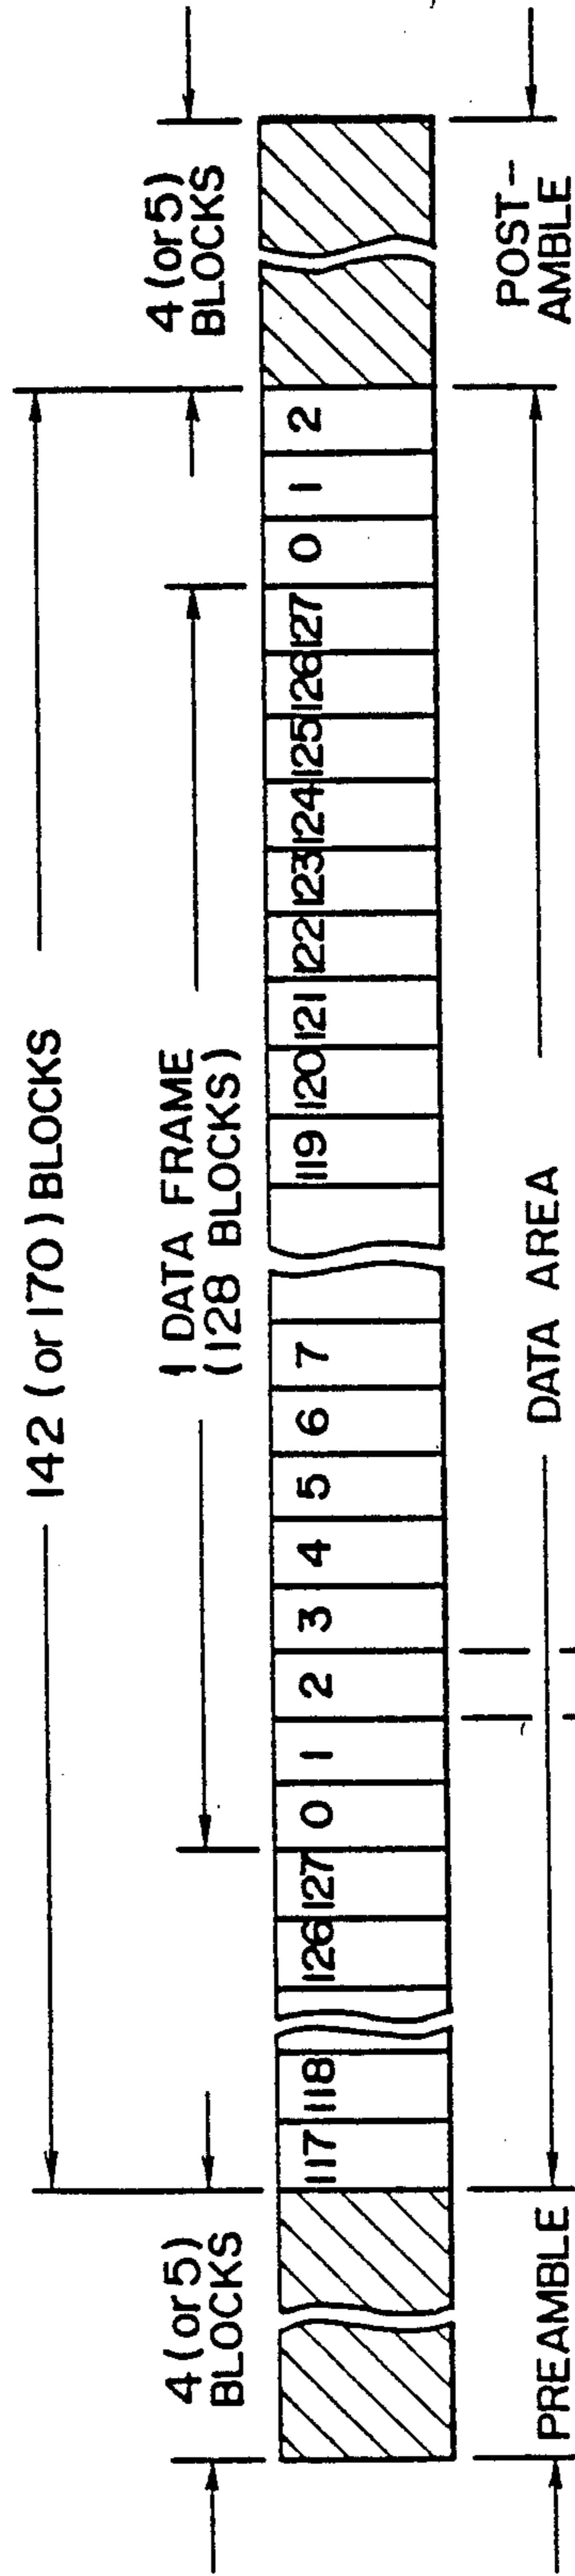 142 (or 170) BLOCKS
4 (or 5)
BLOCKS
1 DATA FRAME
(128 BLOCKS)
4 (or 5)
BLOCKS
117 118 126 127 0 1 2 3 4 5 6 7 119 120 121 122 123 124 125 126 127 0 1 2
PREAMBLE
DATA AREA
POST-
AMBLE